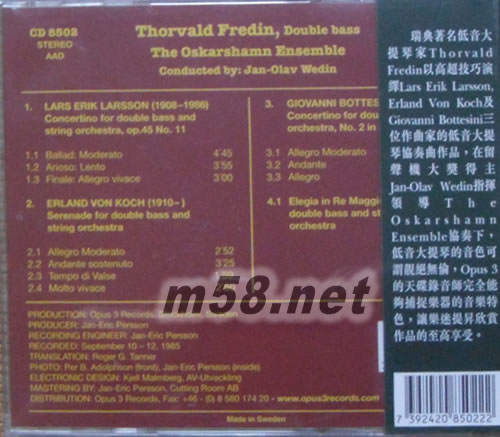 CD 8502
STEREO
AAD
Thorvald Fredin, Double bass
The Oskarshamn Ensemble
Conducted by: Jan-Olav Wedin
1. LARS ERIK LARSSON (1908–1986)
Concertino for double bass and
string orchestra, op.45 No. 11
1.1 Ballad: Moderato 4'45
1.2 Arioso: Lento 3'55
1.3 Finale: Allegro vivace 3'00
2. ERLAND VON KOCH (1910– )
Serenade for double bass and
string orchestra
2.1 Allegro Moderato 2'52
2.2 Andante sostenuto 3'25
2.3 Tempo di Valse
2.4 Molto vivace
3. GIOVANNI BOTTES
Concertino for do
orchestra, No. 2 in
3.1 Allegro moderato
3.2 Andante
3.3 Allegro
4.1 Elegia in Re Maggi
double bass and st
orchestra
PRODUCTION: Opus 3 Records,
PRODUCER: Jan-Eric Persson
RECORDING ENGINEER: Jan-Eric Persson
RECORDED: September 10 – 12, 1985
TRANSLATION: Roger G. Tanner
PHOTO: Per B. Adolphson (front), Jan-Eric Persson (inside)
ELECTRONIC DESIGN: Kjell Malmberg, AV-Utveckling
MASTERING BY: Jan-Eric Persson, Cutting Room AB
DISTRIBUTION: Opus 3 Records, Fax: +46 - (0) 8 580 174 20 - www.opus3records.com
Made in Sweden
m58.net
瑞典著名低音大
提琴家Thorvald
Fredin以高超技巧演
繹Lars Erik Larsson,
Erland Von Koch及
Giovanni Bottesini三
位作曲家的低音大
提琴協奏曲作品，在留
聲機大獎得主
Jan-Olav Wedin指揮
領導The
Oskarshamn
Ensemble協奏下，
低音大提琴的音色可
謂靚絕無倫，Opus 3
的天碟錄音師完全能
夠捕捉樂器的音樂特
色，讓樂迷提昇欣賞
作品的至高享受。
7 392420 850222